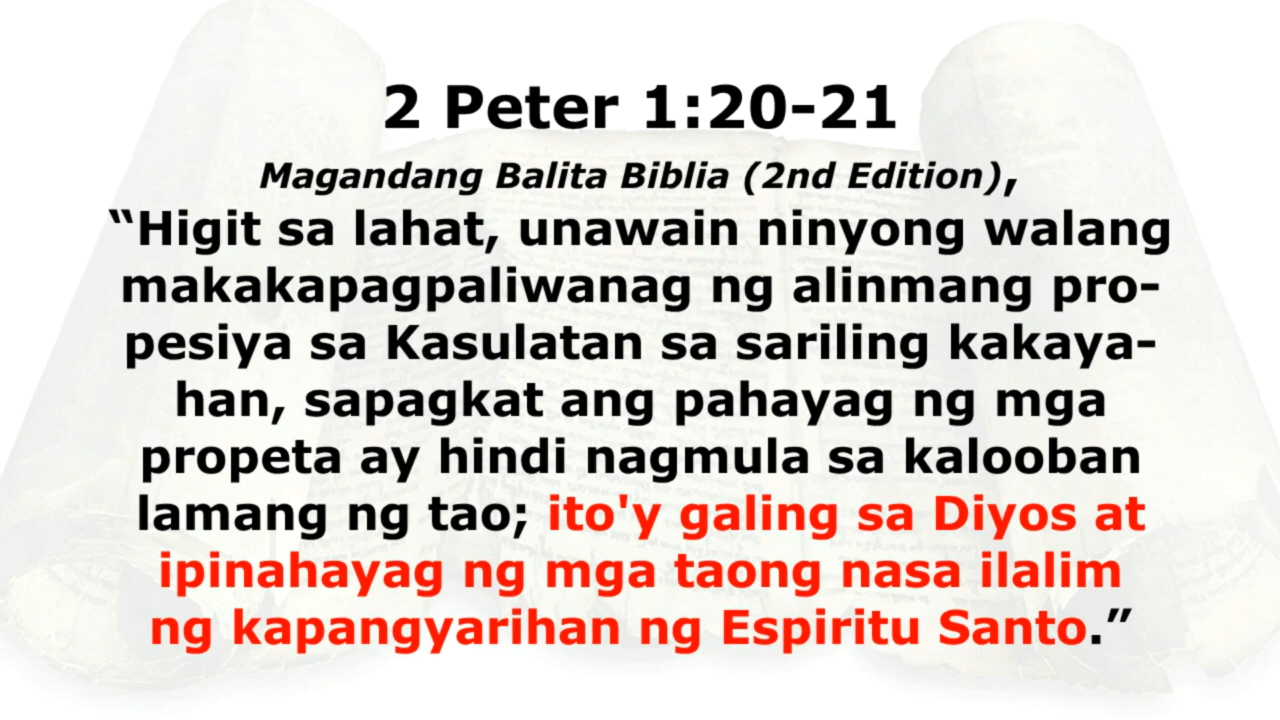 2 Peter 1:20-21
Magandang Balita Biblia (2nd Edition),
“Higit sa lahat, unawain ninyong walang
makakapagpaliwanag ng alinmang pro-
pesiya sa Kasulatan sa sariling kakaya-
han, sapagkat ang pahayag ng mga
propeta ay hindi nagmula sa kalooban
lamang ng tao; ito'y galing sa Diyos at
ipinahayag ng mga taong nasa ilalim
ng kapangyarihan ng Espiritu Santo.”